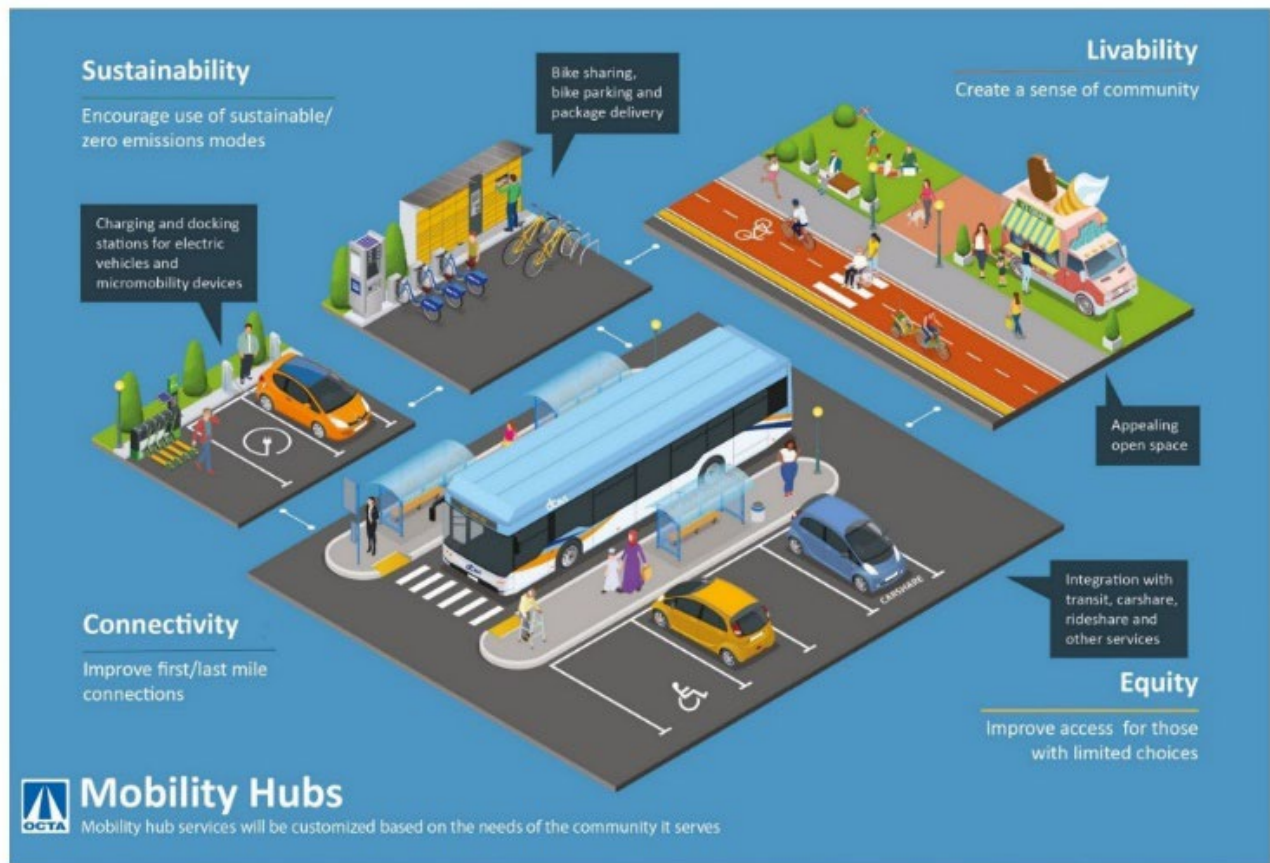 Sustainability
Encourage use of sustainable/
zero emissions modes
Bike sharing,
bike parking and
package delivery
Livability
Create a sense of community
Charging and docking
stations for electric
vehicles and
micromobility devices
Appealing
open space
CARSHARE
Integration with
transit, carshare,
rideshare and
other services
Connectivity
Improve first/last mile
connections
Equity
Improve access for those
with limited choices
OCTA
Mobility Hubs
Mobility hub services will be customized based on the needs of the community it serves